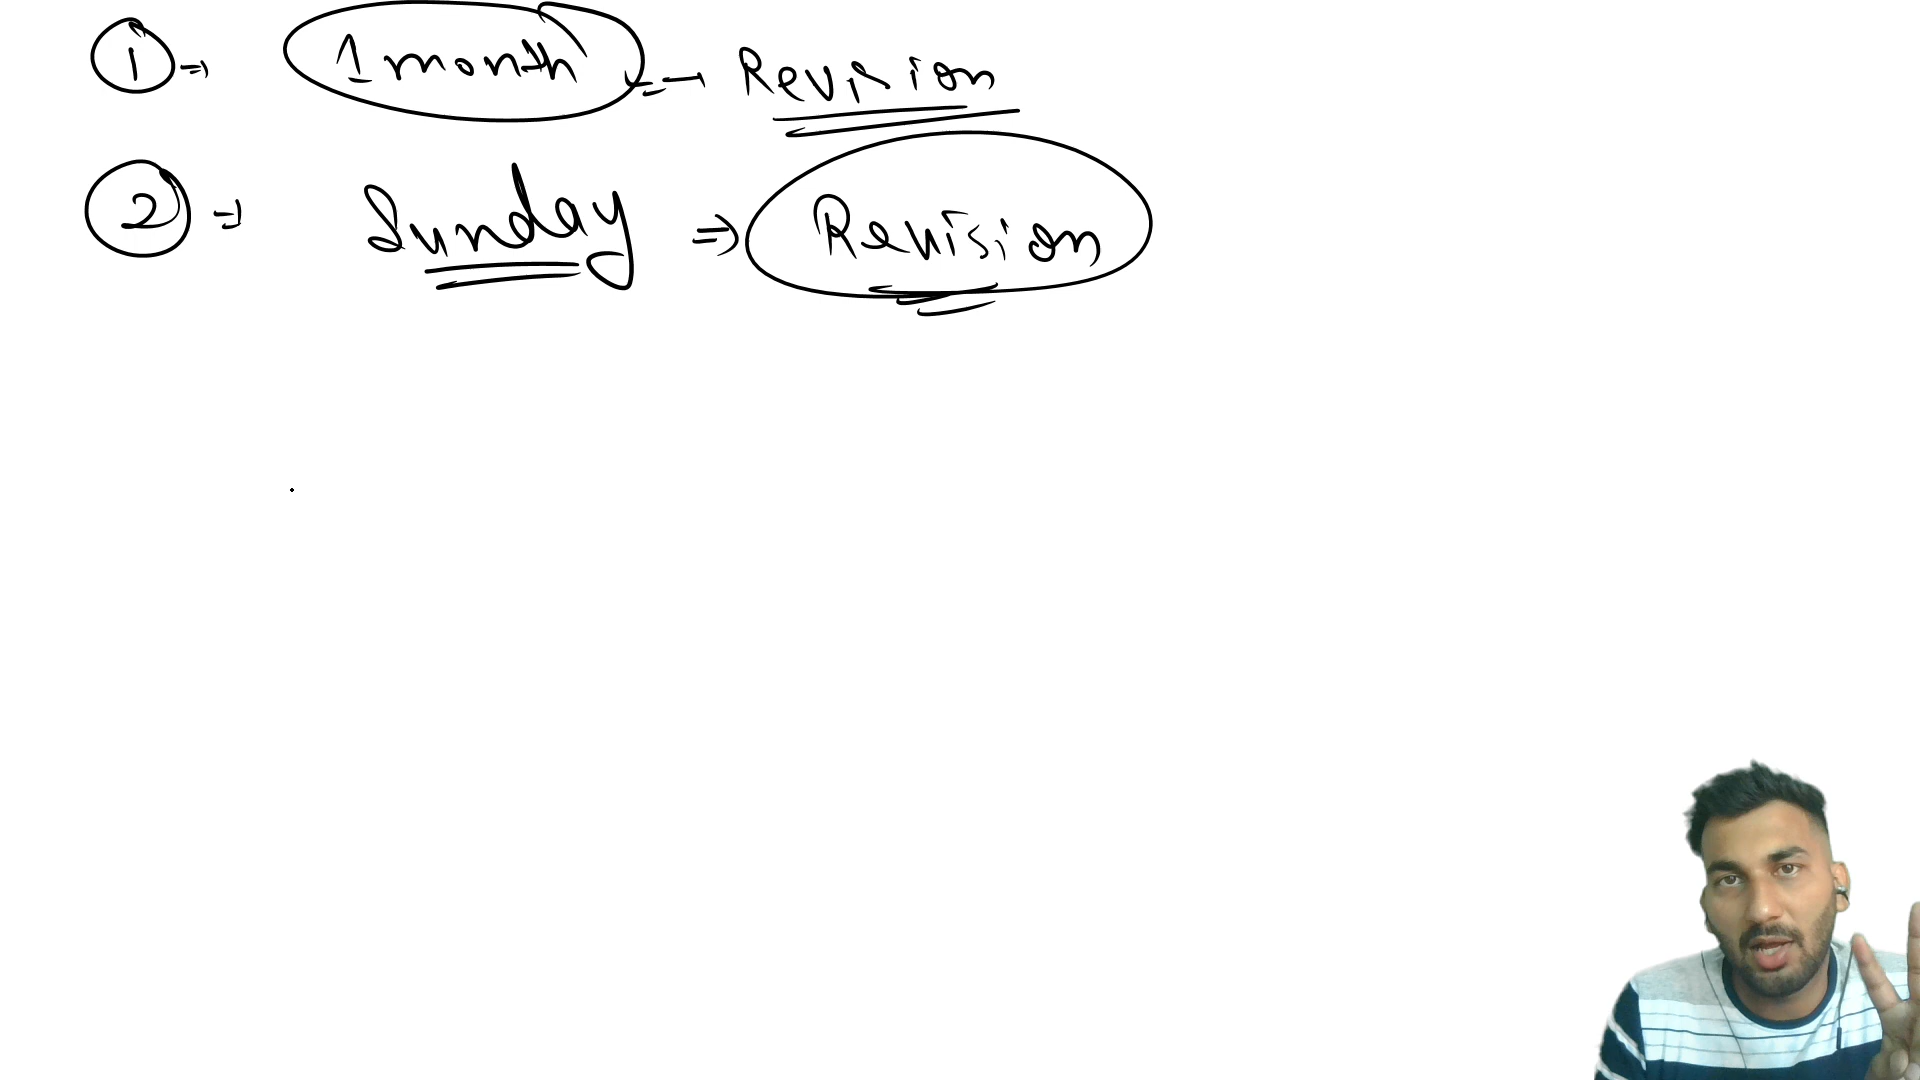 ① => 1 month => → Revision
② => Sunday => Revision